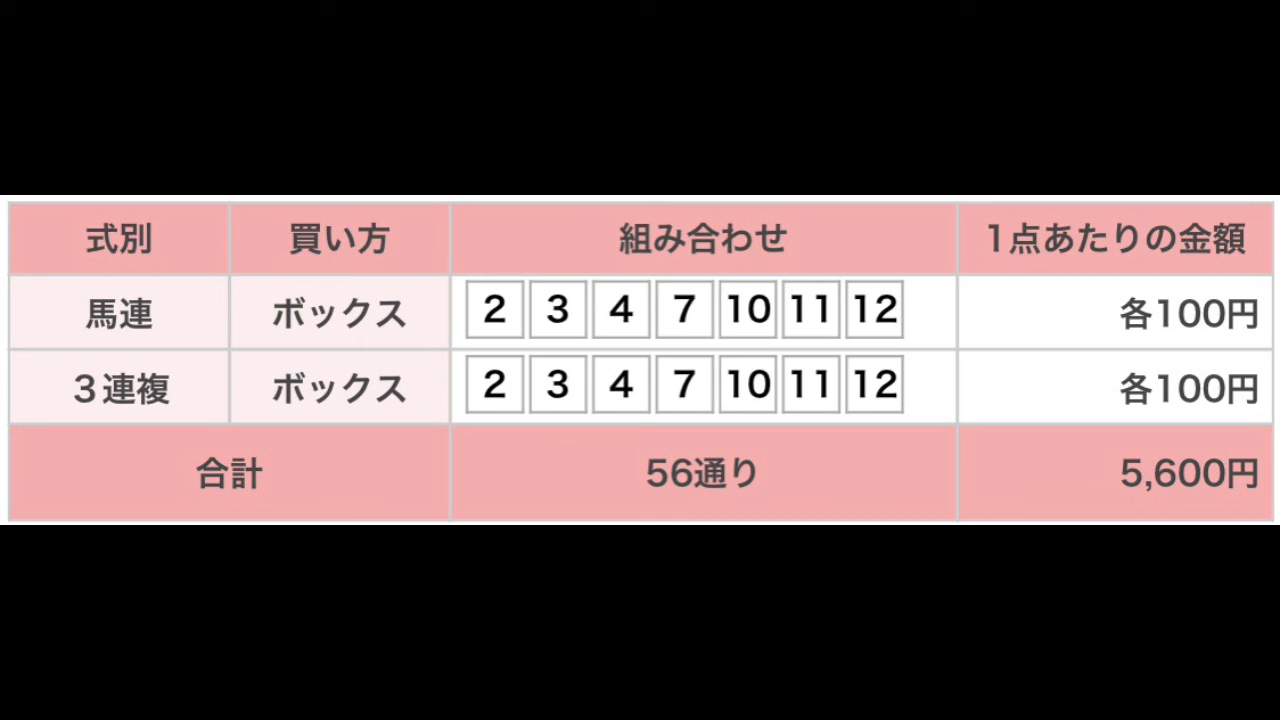 式別 買い方 組み合わせ 1点あたりの金額
馬連 ボックス 2 3 4 7 10 11 12 各100円
３連複 ボックス 2 3 4 7 10 11 12 各100円
合計 56通り 5,600円